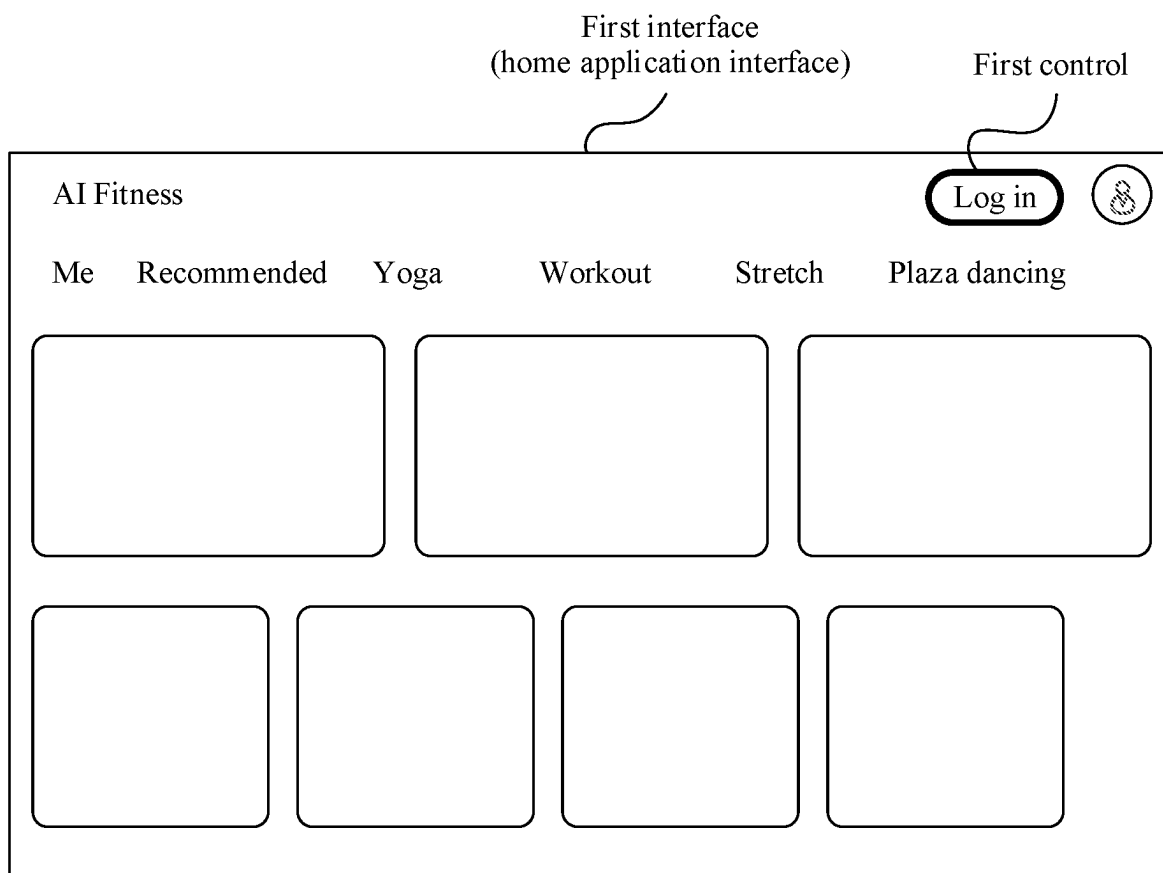 First interface
(home application interface)
First control
AI Fitness
Log in
Me Recommended Yoga Workout Stretch Plaza dancing